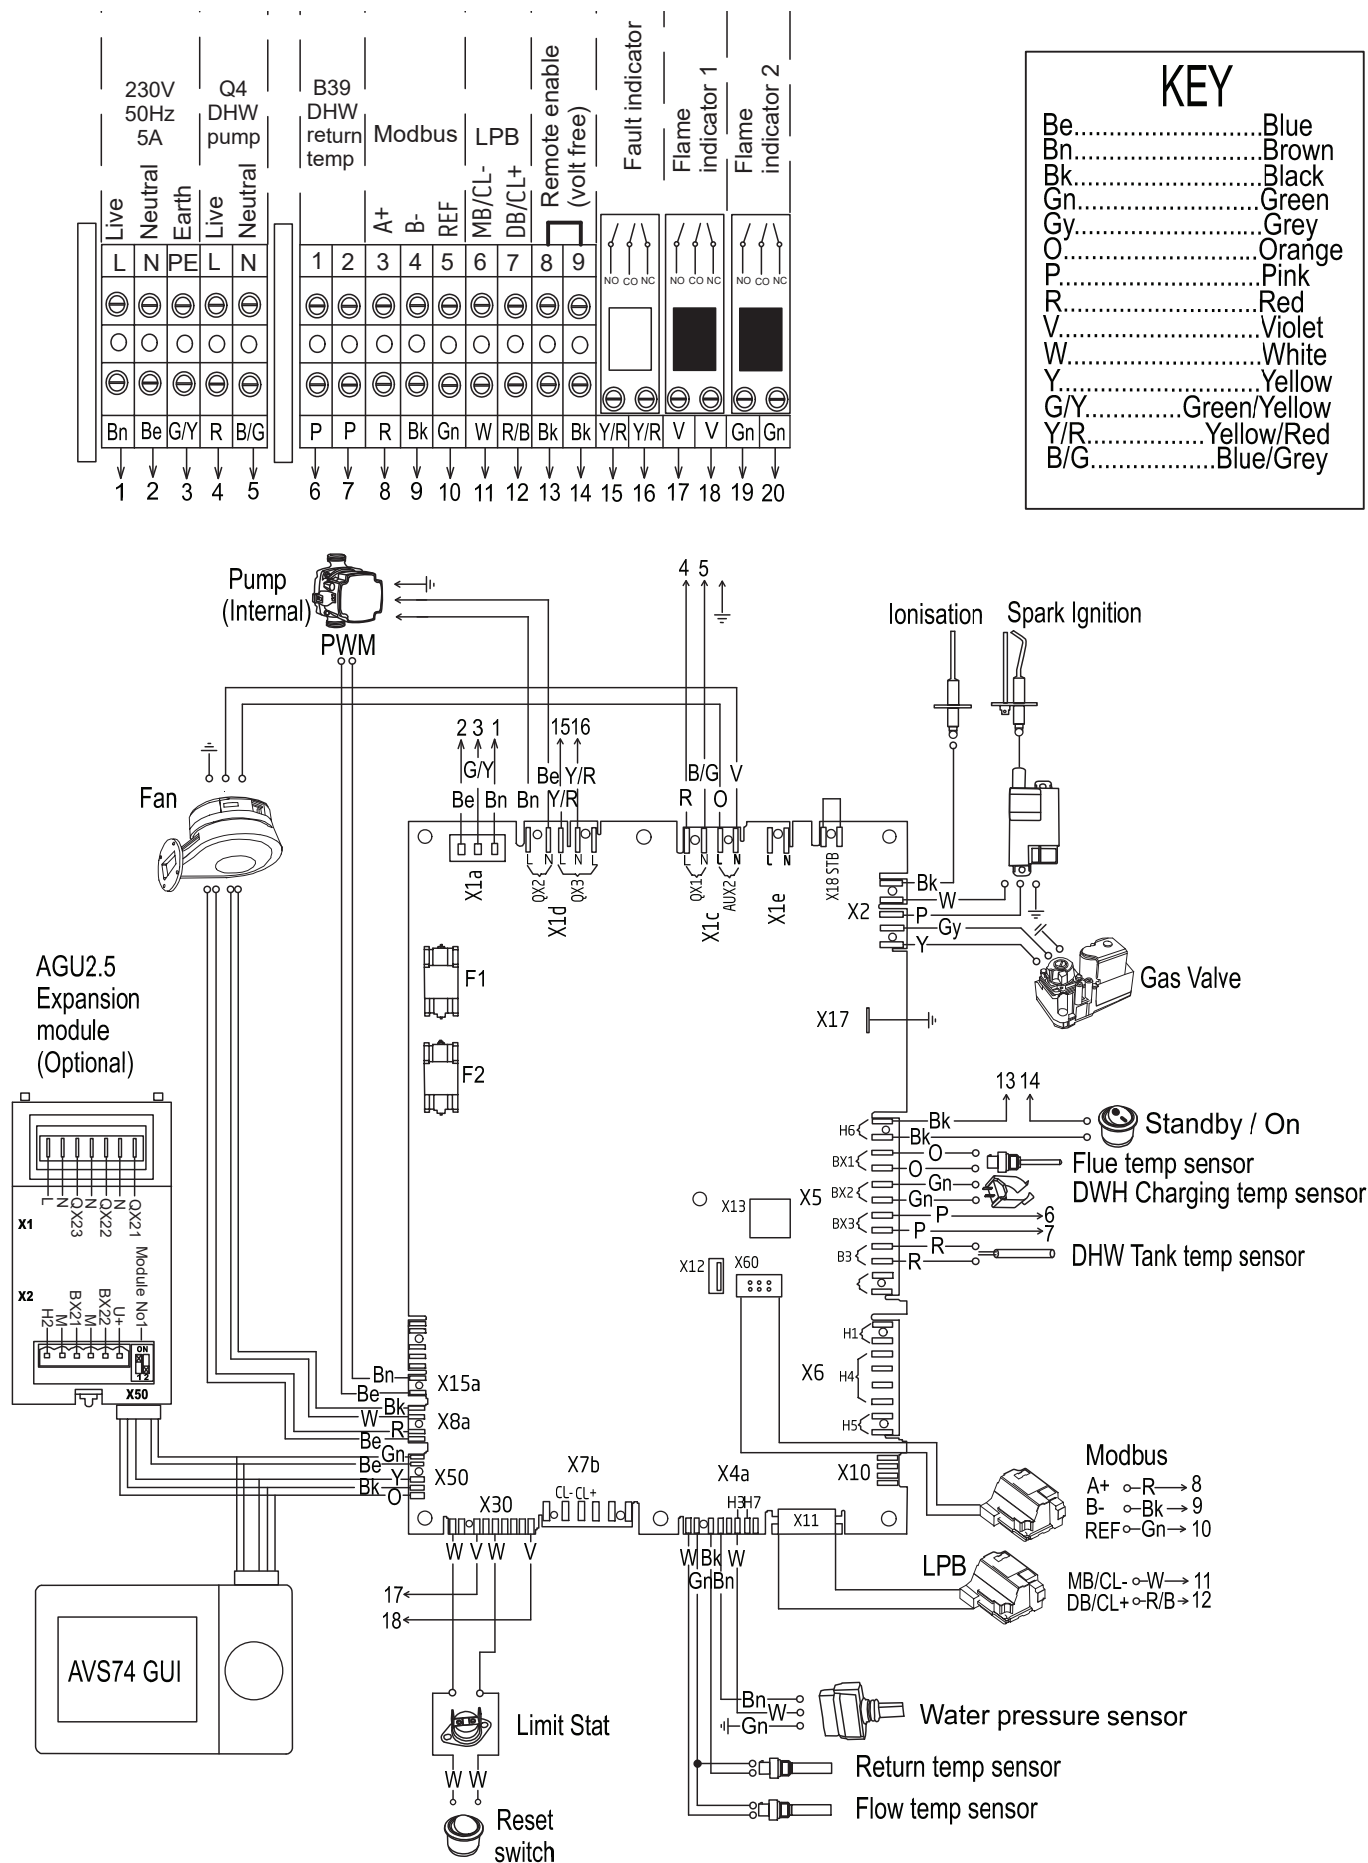 230V
50Hz
5A
Q4
DHW
pump
B39
DHW
return
temp
Modbus
LPB
Remote enable
(volt free)
Fault indicator
Flame
indicator 1
Flame
indicator 2
Live
Neutral
Earth
Live
Neutral
A+
B-
REF
MB/CL-
DB/CL+
L N PE L N
1 2 3 4 5 6 7 8 9
NO CO NC
NO CO NC
NO CO NC
Bn Be G/Y R B/G
P P R Bk Gn W R/B Bk Bk Y/R Y/R V V Gn Gn
1 2 3 4 5
6 7 8 9 10 11 12 13 14 15 16 17 18 19 20
KEY
Be..........................Blue
Bn..........................Brown
Bk..........................Black
Gn.........................Green
Gy..........................Grey
O...........................Orange
P............................Pink
R............................Red
V............................Violet
W...........................White
Y............................Yellow
G/Y.............Green/Yellow
Y/R.................Yellow/Red
B/G..................Blue/Grey
Pump
(Internal)
PWM
4 5
Ionisation
Spark Ignition
2 3 1
15 16
G/Y
Be
Bn
Bn
Be
Y/R
Y/R
R
B/G
O
V
Fan
X1a
L N L N L
QX2
QX3
X1d
L N L N
QX1
AUX2
X1c
L N
X1e
X18 STB
X2
Bk
W
P
Gy
Y
Gas Valve
F1
F2
X17
AGU2.5
Expansion
module
(Optional)
X1
L
N
QX23
N
QX22
N
QX21
X2
H2
M
BX21
M
BX22
U+
Module No1
ON
1 2
X50
13 14
H6
Bk
Bk
Standby / On
BX1
O
O
Flue temp sensor
X5
BX2
Gn
Gn
DWH Charging temp sensor
BX3
P
P
6
7
B3
R
R
DHW Tank temp sensor
X13
X12
X60
H1
X6
H4
H5
X10
Bn
Be
X15a
Bk
W
X8a
R
Be
Gn
Be
X50
Y
Bk
O
X30
X7b
CL- CL+
X4a
H3 H7
X11
Modbus
A+ R 8
B- Bk 9
REF Gn 10
LPB
MB/CL- W 11
DB/CL+ R/B 12
W V W V
W Bk W
Gn Bn
17
18
AVS74 GUI
Limit Stat
W W
Reset
switch
Bn
W
Gn
Water pressure sensor
Return temp sensor
Flow temp sensor